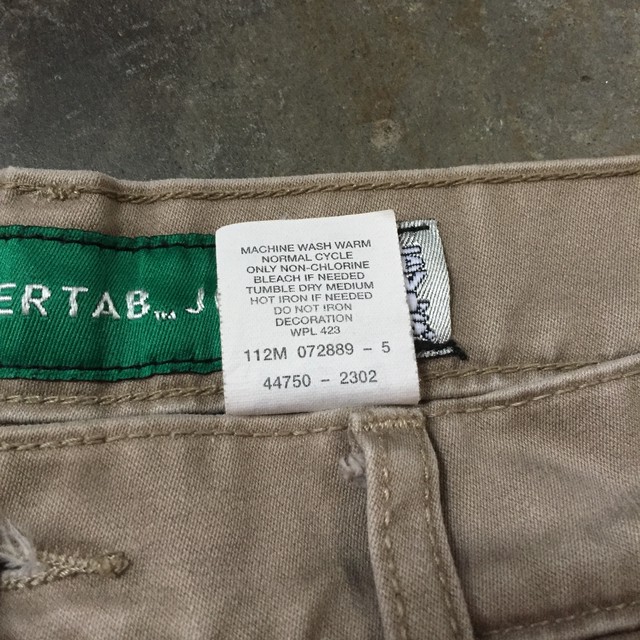 ERTAB™
MACHINE WASH WARM
NORMAL CYCLE
ONLY NON-CHLORINE
BLEACH IF NEEDED
TUMBLE DRY MEDIUM
HOT IRON IF NEEDED
DO NOT IRON
DECORATION
WPL 423
112M 072889 - 5
44750 - 2302